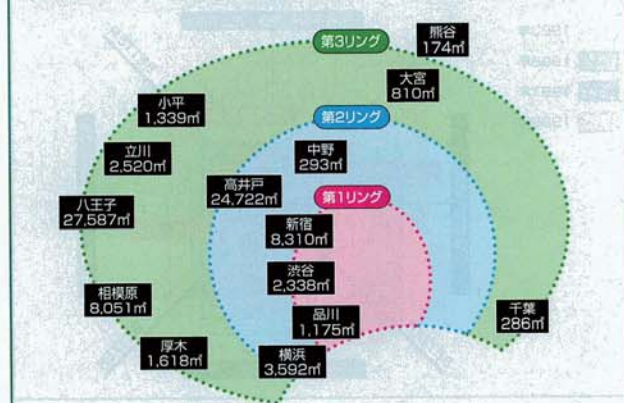 熊谷
174㎡
第3リング
大宮
810㎡
小平
1,339㎡
第2リング
立川
2,520㎡
中野
293㎡
高井戸
24,722㎡
第1リング
八王子
27,587㎡
新宿
8,310㎡
渋谷
2,338㎡
相模原
8,051㎡
品川
1,175㎡
千葉
286㎡
厚木
1,618㎡
横浜
3,592㎡